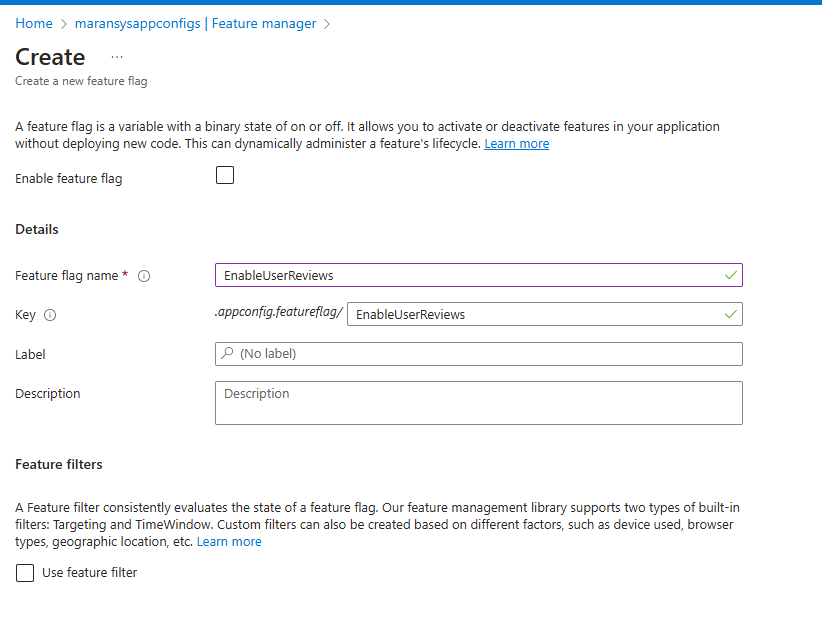 Home > maransysappconfigs | Feature manager >
Create ...
Create a new feature flag
A feature flag is a variable with a binary state of on or off. It allows you to activate or deactivate features in your application
without deploying new code. This can dynamically administer a feature's lifecycle. Learn more
Enable feature flag
Details
Feature flag name * EnableUserReviews
Key .appconfig.featureflag/ EnableUserReviews
Label (No label)
Description Description
Feature filters
A Feature filter consistently evaluates the state of a feature flag. Our feature management library supports two types of built-in
filters: Targeting and TimeWindow. Custom filters can also be created based on different factors, such as device used, browser
types, geographic location, etc. Learn more
Use feature filter